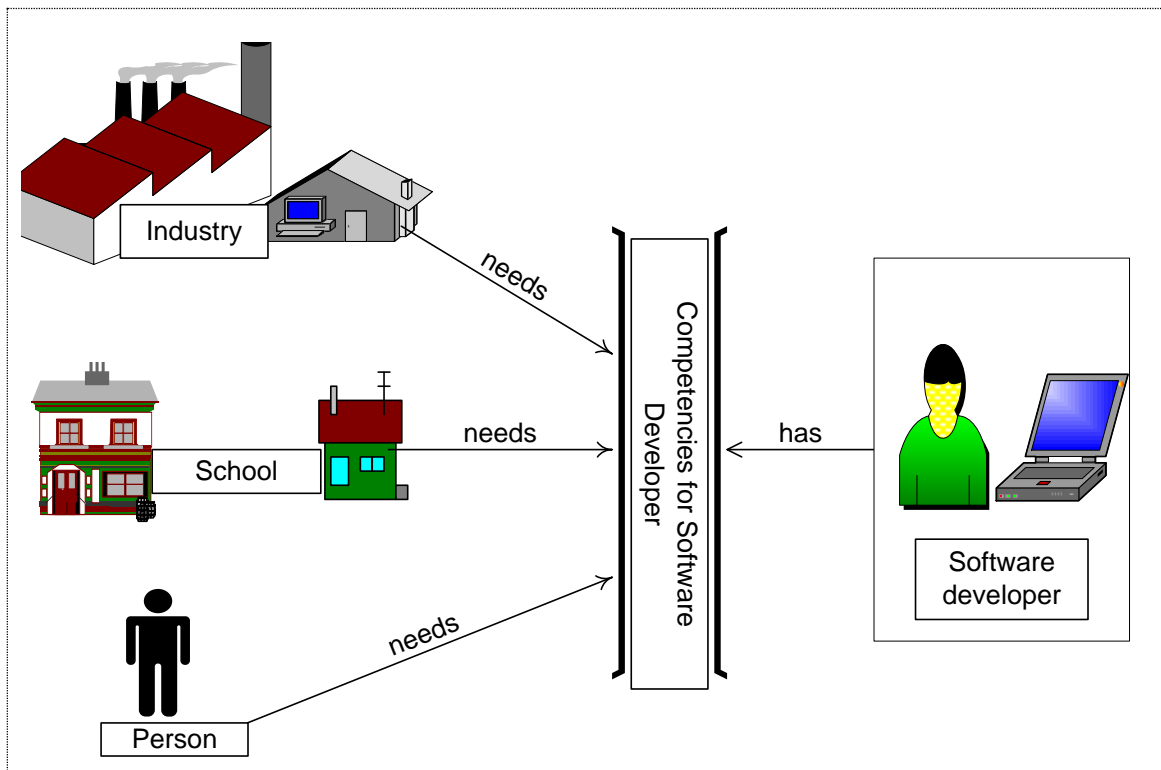 Industry
needs
School
needs
Person
needs
Competencies for Software
Developer
has
Software
developer